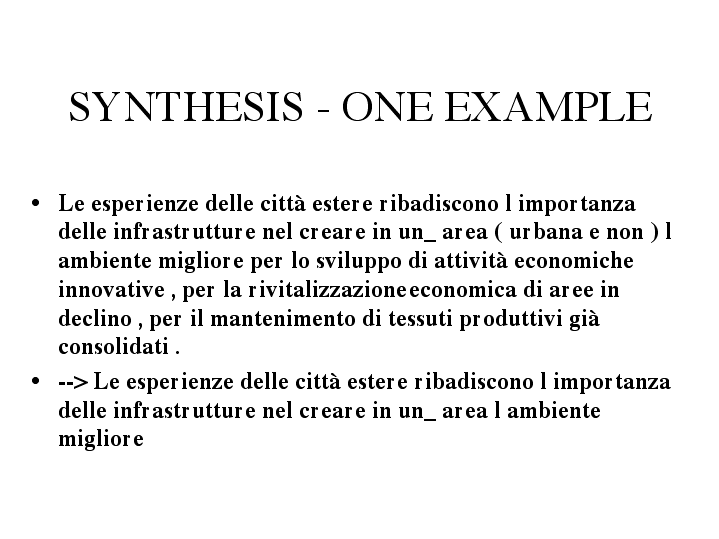 SYNTHESIS - ONE EXAMPLE
• Le esperienze delle città estere ribadiscono l importanza
delle infrastrutture nel creare in un_ area ( urbana e non ) l
ambiente migliore per lo sviluppo di attività economiche
innovative , per la rivitalizzazioneeconomica di aree in
declino , per il mantenimento di tessuti produttivi già
consolidati .
• --> Le esperienze delle città estere ribadiscono l importanza
delle infrastrutture nel creare in un_ area l ambiente
migliore